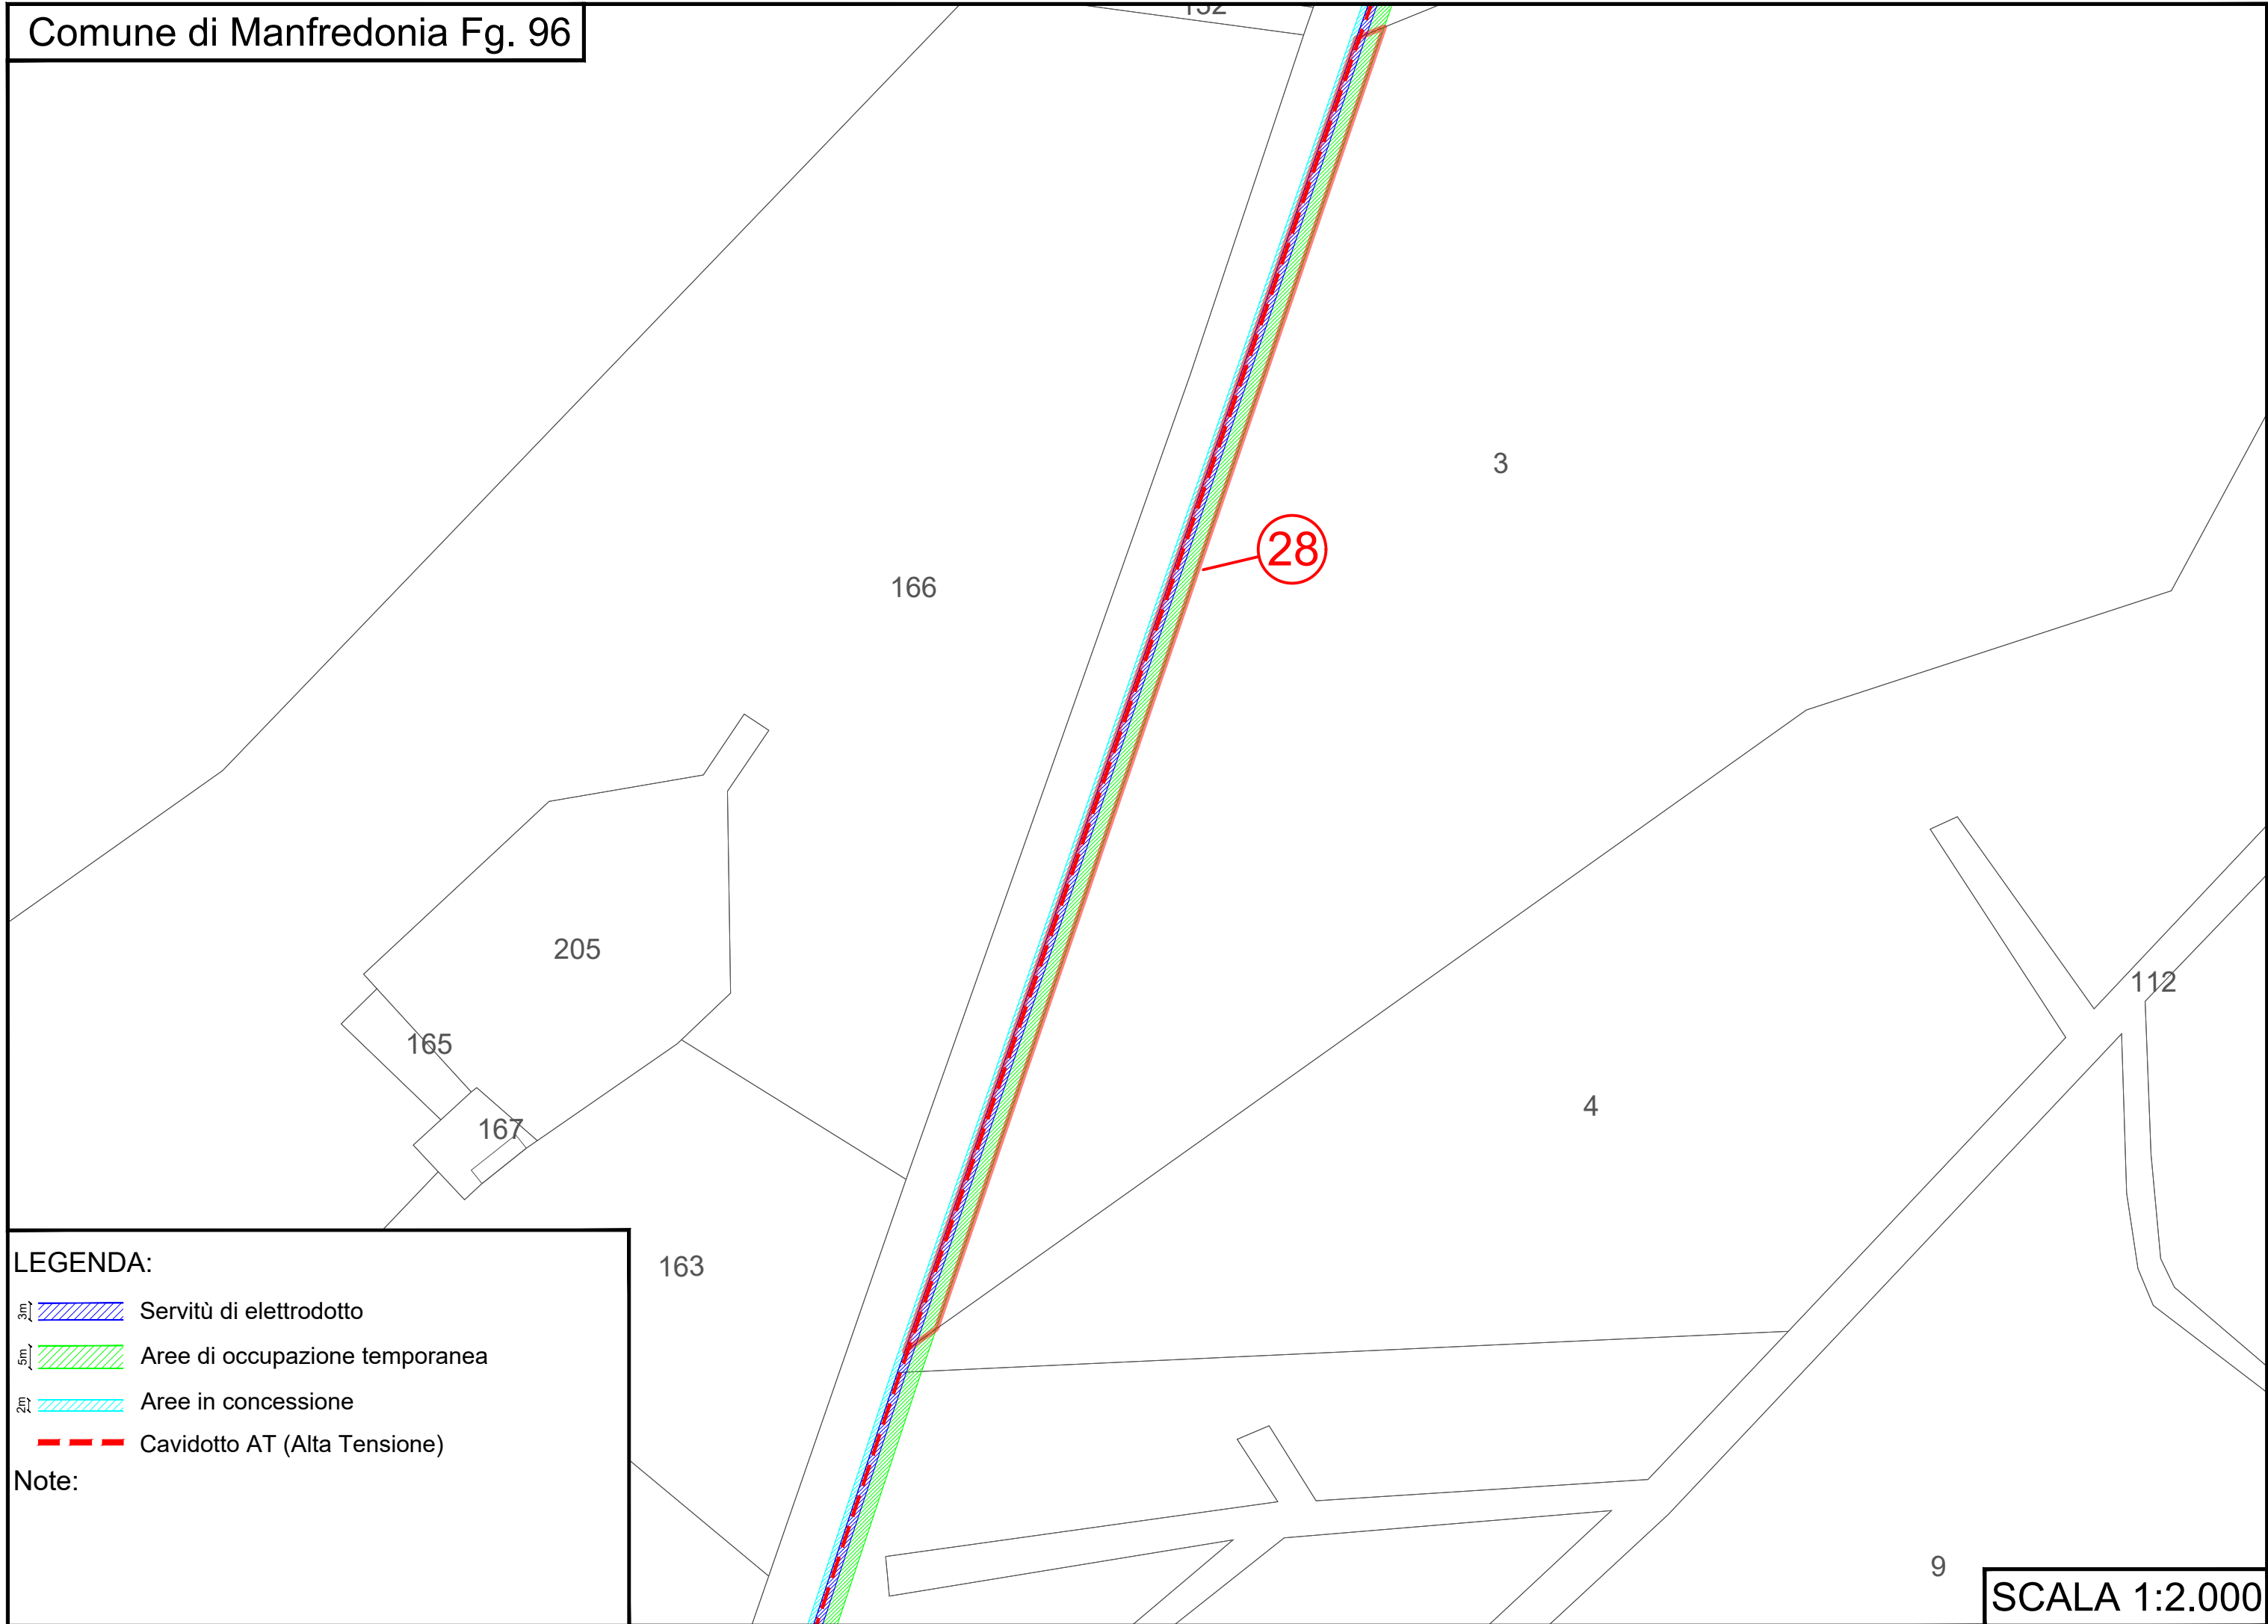 Comune di Manfredonia Fg. 96
3
28
166
205
112
165
4
167
163
LEGENDA:
3m Servitù di elettrodotto
5m Aree di occupazione temporanea
2m Aree in concessione
Cavidotto AT (Alta Tensione)
Note:
9
SCALA 1:2.000